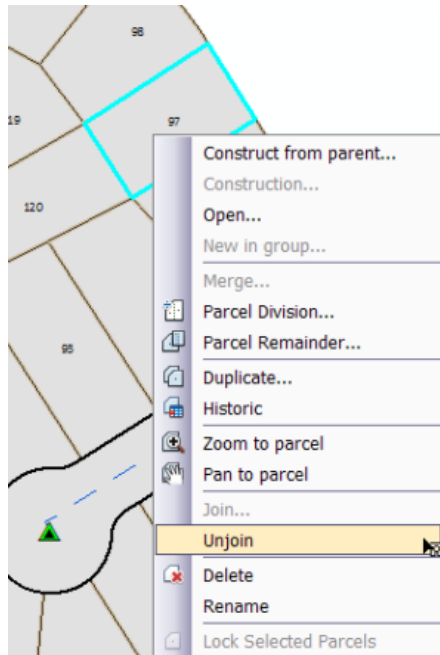 98
97
19
120
95
Construct from parent...
Construction...
Open...
New in group...
Merge...
Parcel Division...
Parcel Remainder...
Duplicate...
Historic
Zoom to parcel
Pan to parcel
Join...
Unjoin
Delete
Rename
Lock Selected Parcels